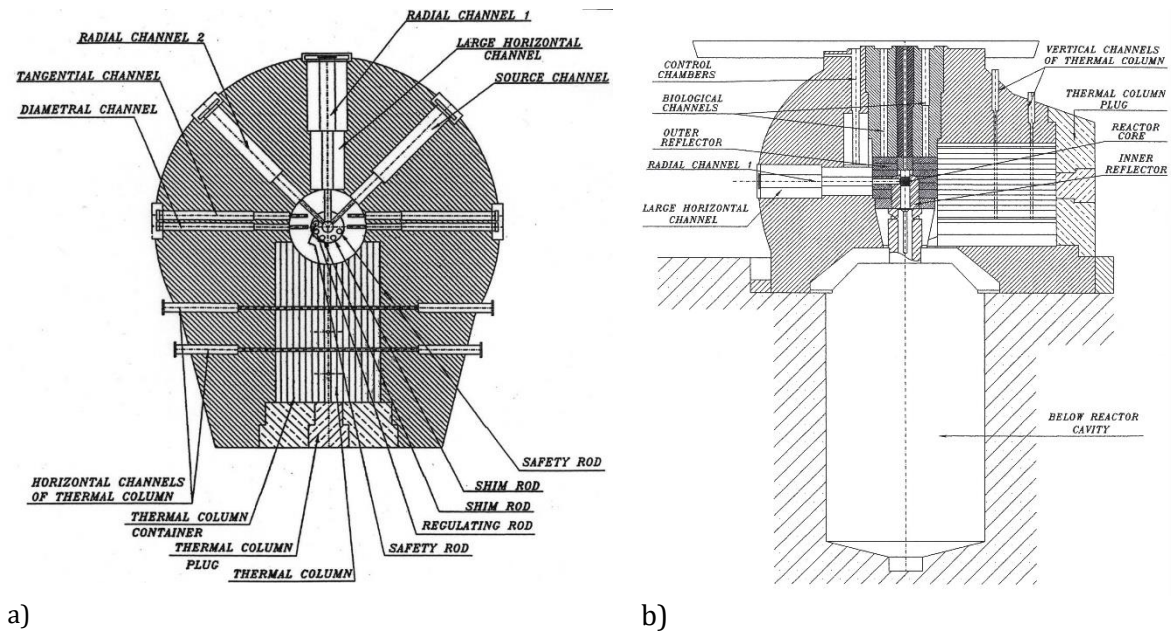 RADIAL CHANNEL 1
RADIAL CHANNEL 2
LARGE HORIZONTAL
CHANNEL
TANGENTIAL CHANNEL
SOURCE CHANNEL
DIAMETRAL CHANNEL
SAFETY ROD
HORIZONTAL CHANNELS
OF THERMAL COLUMN
SHIM ROD
SHIM ROD
THERMAL COLUMN
CONTAINER
REGULATING ROD
THERMAL COLUMN
PLUG
SAFETY ROD
THERMAL COLUMN
a)
VERTICAL CHANNELS
OF THERMAL COLUMN
CONTROL
CHAMBERS
THERMAL COLUMN
PLUG
BIOLOGICAL
CHANNELS
OUTER
REFLECTOR
REACTOR
CORE
RADIAL CHANNEL 1
INNER
REFLECTOR
LARGE HORIZONTAL
CHANNEL
BELOW REACTOR
CAVITY
b)